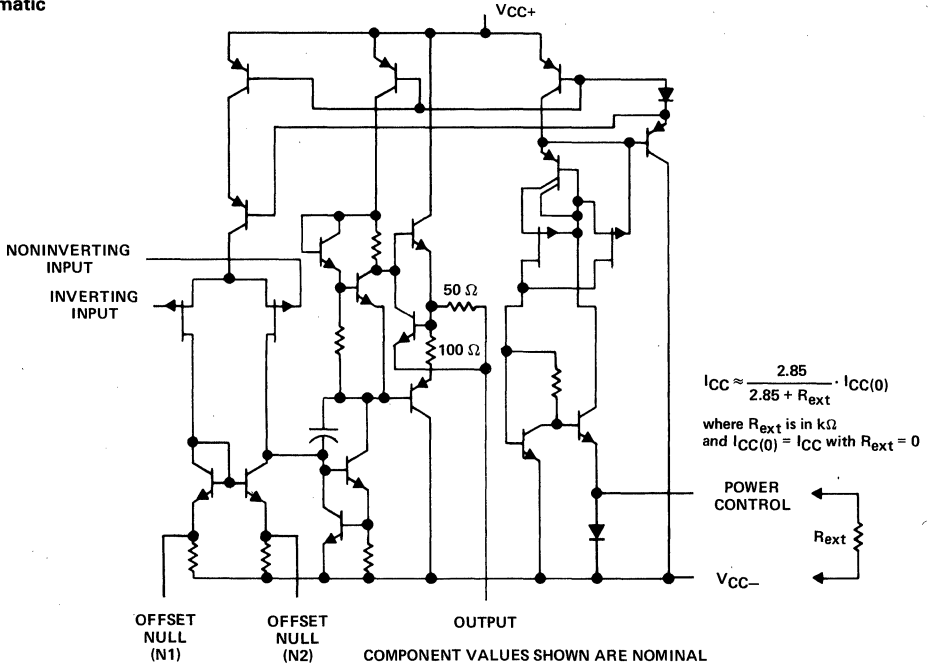 matic
VCC+
NONINVERTING
INPUT
INVERTING
INPUT
50 Ω
100 Ω
ICC ≈ 2.85 / 2.85 + Rext · ICC(0)
where Rext is in kΩ
and ICC(0) = ICC with Rext = 0
POWER
CONTROL
Rext
VCC−
OFFSET
NULL
(N1)
OFFSET
NULL
(N2)
OUTPUT
COMPONENT VALUES SHOWN ARE NOMINAL